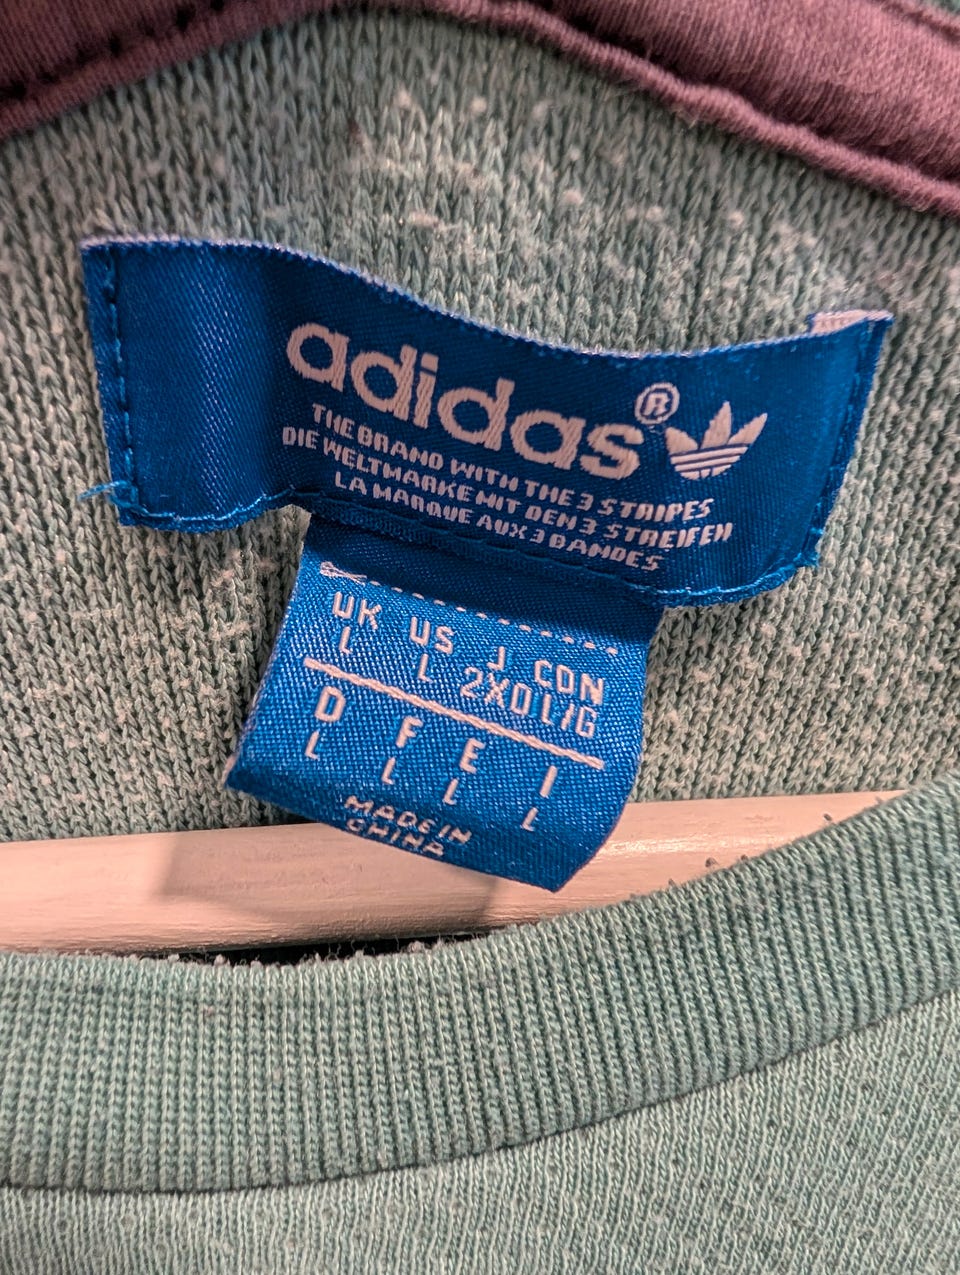 adidas®
THE BRAND WITH THE 3 STRIPES
DIE WELTMARKE MIT DEN 3 STREIFEN
LA MARQUE AUX 3 BANDES
UK US J CDN
L L 2XO L/G
D F E I
L L L L
MADE IN
CHINA